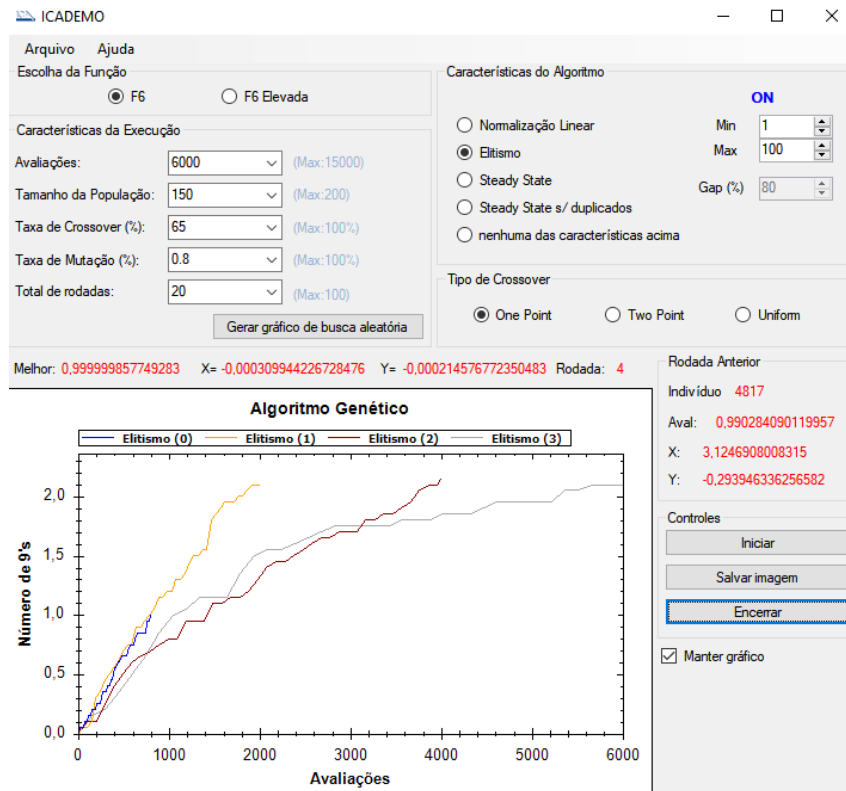 ICADEMO
Arquivo Ajuda
Escolha da Função
F6 F6 Elevada
Características da Execução
Avaliações: 6000 (Max:15000)
Tamanho da População: 150 (Max:200)
Taxa de Crossover (%): 65 (Max:100%)
Taxa de Mutação (%): 0.8 (Max:100%)
Total de rodadas: 20 (Max:100)
Gerar gráfico de busca aleatória
Características do Algoritmo
ON
Normalização Linear Min 1
Elitismo Max 100
Steady State Gap (%) 80
Steady State s/ duplicados
nenhuma das características acima
Tipo de Crossover
One Point Two Point Uniform
Melhor: 0,999999857749283 X= -0,000309944226728476 Y= -0,000214576772350483 Rodada: 4
Algoritmo Genético
Elitismo (0) Elitismo (1) Elitismo (2) Elitismo (3)
Número de 9's
2,0
1,5
1,0
0,5
0,0
0 1000 2000 3000 4000 5000 6000
Avaliações
Rodada Anterior
Indivíduo 4817
Aval: 0,990284090119957
X: 3,1246908008315
Y: -0,293946336256582
Controles
Iniciar
Salvar imagem
Encerrar
Manter gráfico